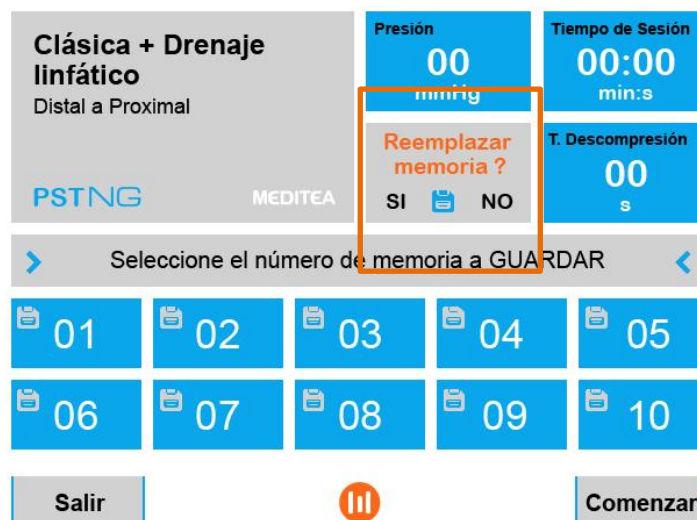 Clásica + Drenaje
linfático
Distal a Proximal
PSTNG
MEDITEA
Presión
00
mmHg
Tiempo de Sesión
00:00
min:s
Reemplazar
memoria ?
SI
NO
T. Descompresión
00
s
Seleccione el número de memoria a GUARDAR
01
02
03
04
05
06
07
08
09
10
Salir
Comenzar